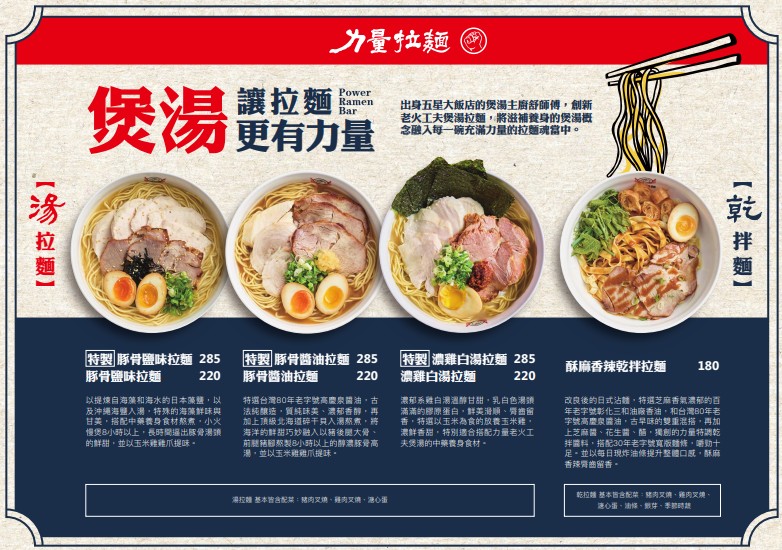 力量拉麵
煲湯
讓拉麵
更有力量
Power
Ramen
Bar
出身五星大飯店的煲湯主廚舒師傅，創新
老火工夫煲湯拉麵，將滋補養身的煲湯概
念融入每一碗充滿力量的拉麵魂當中。
【湯拉麵】
【乾拌麵】
特製 豚骨鹽味拉麵 285
豚骨鹽味拉麵 220
以提煉自海藻和海水的日本藻鹽，以
及沖繩海鹽入湯，特殊的海藻鮮味與
甘美，搭配中藥養身食材熬煮，小火
慢煲8小時以上，長時間逼出豚骨湯頭
的鮮甜，並以玉米雞雞爪提味。
特製 豚骨醬油拉麵 285
豚骨醬油拉麵 220
特選台灣80年老字號高慶泉醬油，古
法純釀造，質純味美、濃郁香醇，再
加上頂級北海道碎干貝入湯熬煮，將
海洋的鮮甜巧妙融入以豬後腿大骨、
前腿豬腳熬製8小時以上的醇濃豚骨高
湯，並以玉米雞雞爪提味。
特製 濃雞白湯拉麵 285
濃雞白湯拉麵 220
濃郁系雞白湯溫醇甘甜，乳白色湯頭
滿滿的膠原蛋白，鮮美滑順、脣齒留
香，特選以玉米為食的放養玉米雞，
濃鮮香甜，特別適合搭配力量老火工
夫煲湯的中藥養身食材。
酥麻香辣乾拌拉麵 180
改良後的日式沾麵，特選芝麻香氣濃郁的百
年老字號彰化三和油麻香油，和台灣80年老
字號高慶泉醬油，古早味的雙重混搭，再加
上芝麻醬、花生醬、醋，獨創的力量特調乾
拌醬料，搭配30年老字號寬版麵條，嚼勁十
足。並以每日現炸油條提升整體口感，酥麻
香辣脣齒留香。
湯拉麵 基本皆含配菜：豬肉叉燒、雞肉叉燒、溏心蛋
乾拉麵 基本皆含配菜：豬肉叉燒、雞肉叉燒、
溏心蛋、油條、銀芽、季節時蔬